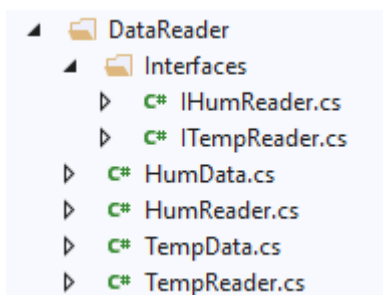 DataReader
Interfaces
C# IHumReader.cs
C# ITempReader.cs
C# HumData.cs
C# HumReader.cs
C# TempData.cs
C# TempReader.cs